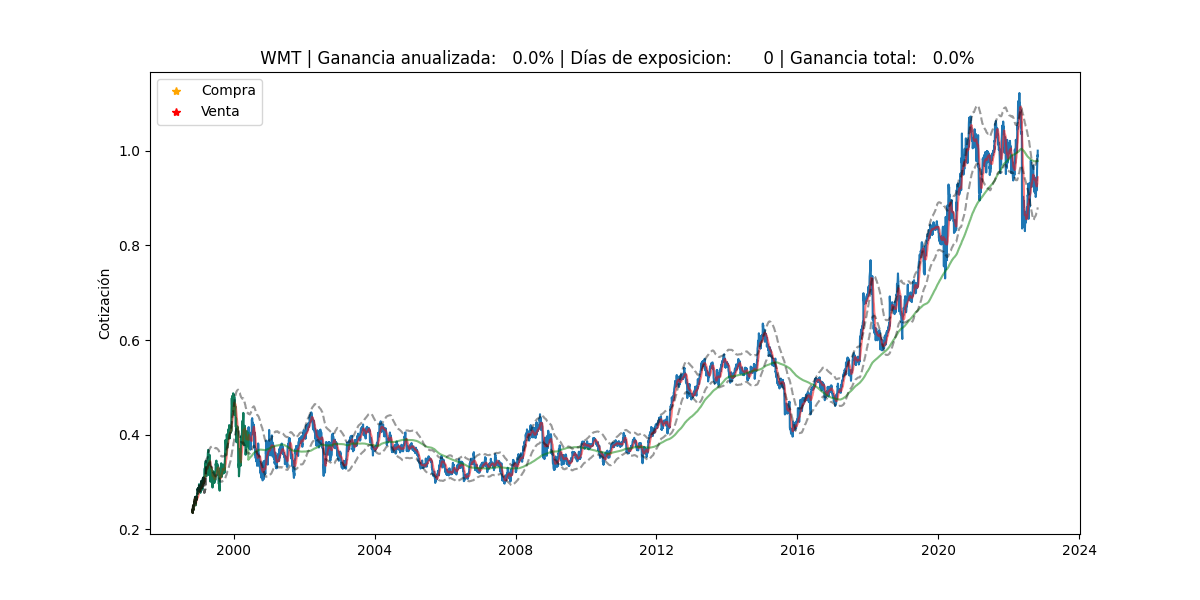 WMT | Ganancia anualizada: 0.0% | Días de exposicion: 0 | Ganancia total: 0.0%
Compra
Venta
Cotización
1.0
0.8
0.6
0.4
0.2
2000 2004 2008 2012 2016 2020 2024